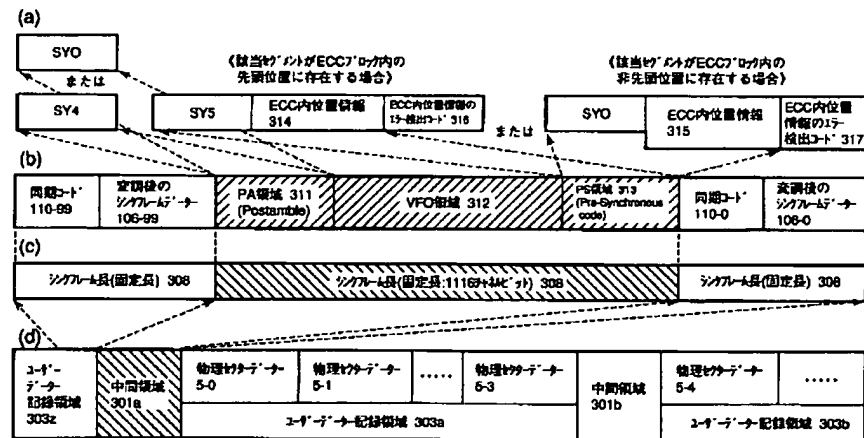 (a)
SYO
または
SY4
《該当セグメントがECCブロック内の
先頭位置に存在する場合》
SY5
ECC内位置情報
314
ECC内位置情報の
エラー検出コード 316
《該当セグメントがECCブロック内の
非先頭位置に存在する場合》
または
SYO
ECC内位置情報
315
ECC内位置
情報のエラー
検出コード 317
(b)
同期コード
110-99
変調後の
シンクフレームデーター
106-99
PA領域 311
(Postamble)
VFO領域 312
PS領域 313
(Pre-Synchronous
code)
同期コード
110-0
変調後の
シンクフレームデーター
106-0
(c)
シンクフレーム長(固定長) 308
シンクフレーム長(固定長:1116チャネルビット) 308
シンクフレーム長(固定長) 308
(d)
ユーザー
データー
記録領域
303z
中間領域
301a
物理セクターデーター
5-0
物理セクターデーター
5-1
・・・・・
物理セクターデーター
5-3
ユーザーデーター記録領域 303a
中間領域
301b
物理セクターデーター
5-4
・・・・・
ユーザーデーター記録領域 303b